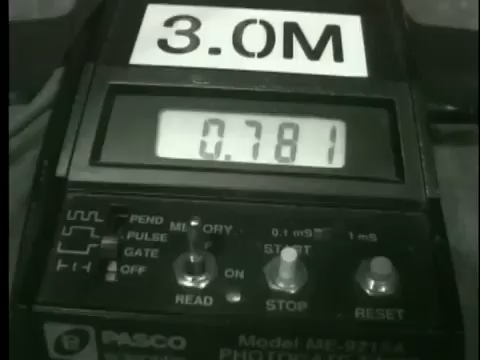 3.0M
0.781
PEND MEMORY 0.1 mS 1 mS
PULSE START
GATE
OFF ON
READ STOP RESET
PASCO Model ME-9215A